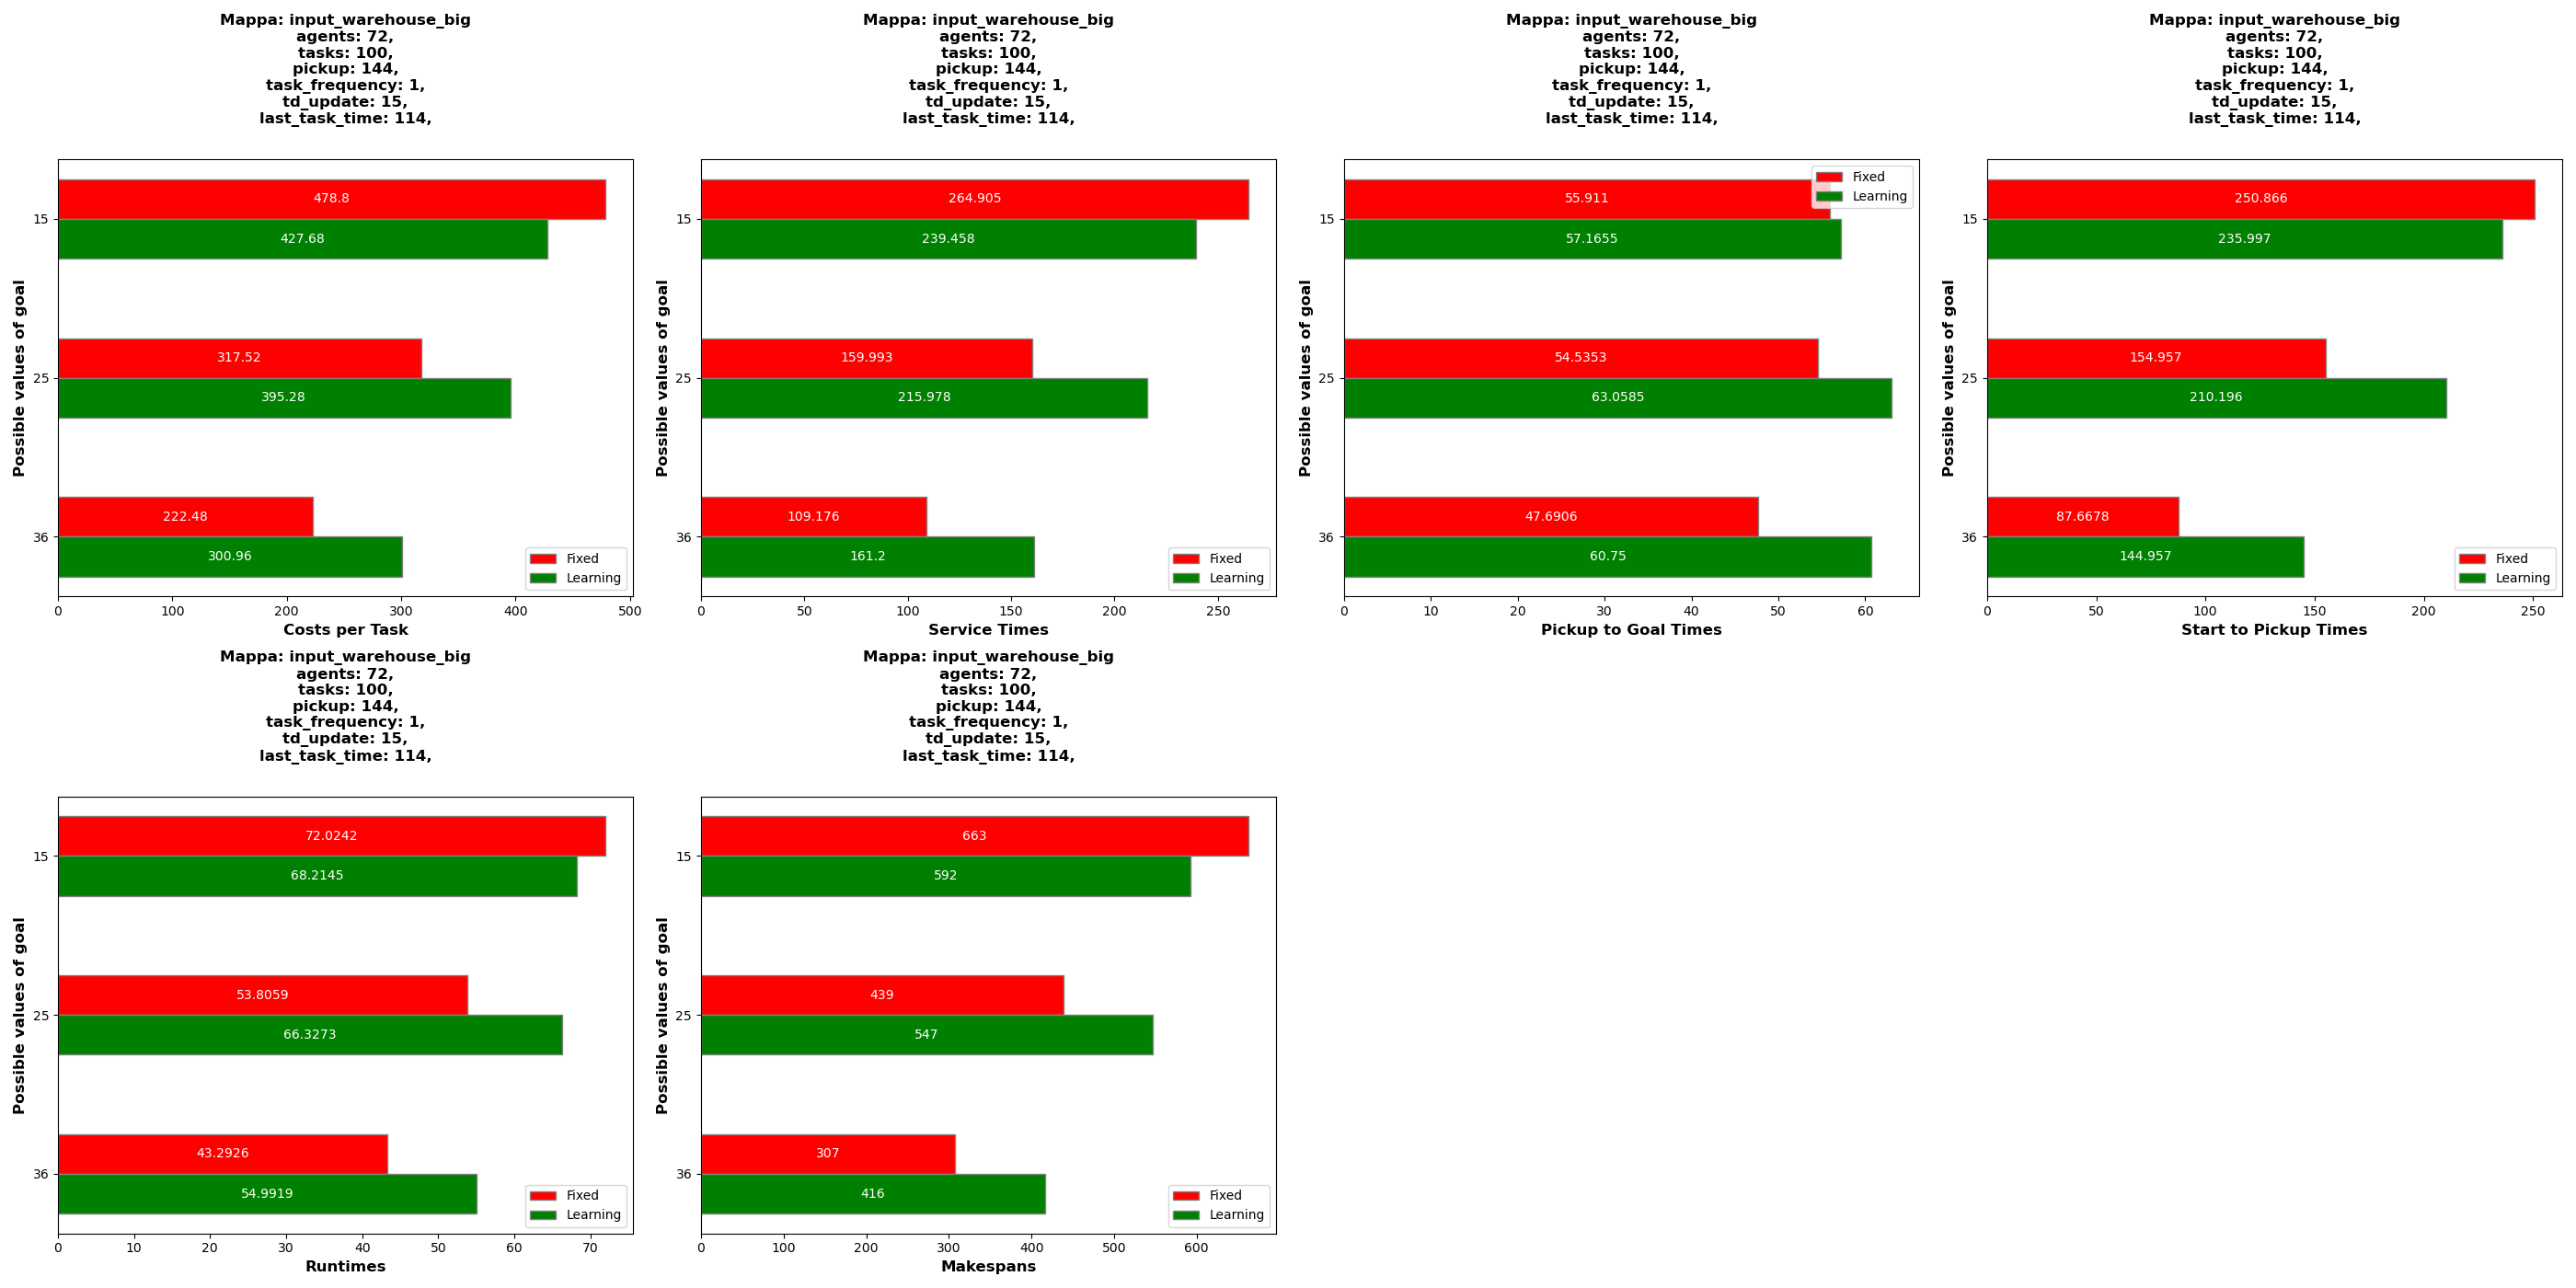 Mappa: input_warehouse_big
agents: 72,
tasks: 100,
pickup: 144,
task_frequency: 1,
td_update: 15,
last_task_time: 114,
Possible values of goal
15
25
36
478.8
427.68
317.52
395.28
222.48
300.96
Fixed
Learning
0 100 200 300 400 500
Costs per Task
Mappa: input_warehouse_big
agents: 72,
tasks: 100,
pickup: 144,
task_frequency: 1,
td_update: 15,
last_task_time: 114,
Possible values of goal
15
25
36
264.905
239.458
159.993
215.978
109.176
161.2
Fixed
Learning
0 50 100 150 200 250
Service Times
Mappa: input_warehouse_big
agents: 72,
tasks: 100,
pickup: 144,
task_frequency: 1,
td_update: 15,
last_task_time: 114,
Possible values of goal
15
25
36
Fixed
Learning
55.911
57.1655
54.5353
63.0585
47.6906
60.75
0 10 20 30 40 50 60
Pickup to Goal Times
Mappa: input_warehouse_big
agents: 72,
tasks: 100,
pickup: 144,
task_frequency: 1,
td_update: 15,
last_task_time: 114,
Possible values of goal
15
25
36
250.866
235.997
154.957
210.196
87.6678
144.957
Fixed
Learning
0 50 100 150 200 250
Start to Pickup Times
Mappa: input_warehouse_big
agents: 72,
tasks: 100,
pickup: 144,
task_frequency: 1,
td_update: 15,
last_task_time: 114,
Possible values of goal
15
25
36
72.0242
68.2145
53.8059
66.3273
43.2926
54.9919
Fixed
Learning
0 10 20 30 40 50 60 70
Runtimes
Mappa: input_warehouse_big
agents: 72,
tasks: 100,
pickup: 144,
task_frequency: 1,
td_update: 15,
last_task_time: 114,
Possible values of goal
15
25
36
663
592
439
547
307
416
Fixed
Learning
0 100 200 300 400 500 600
Makespans